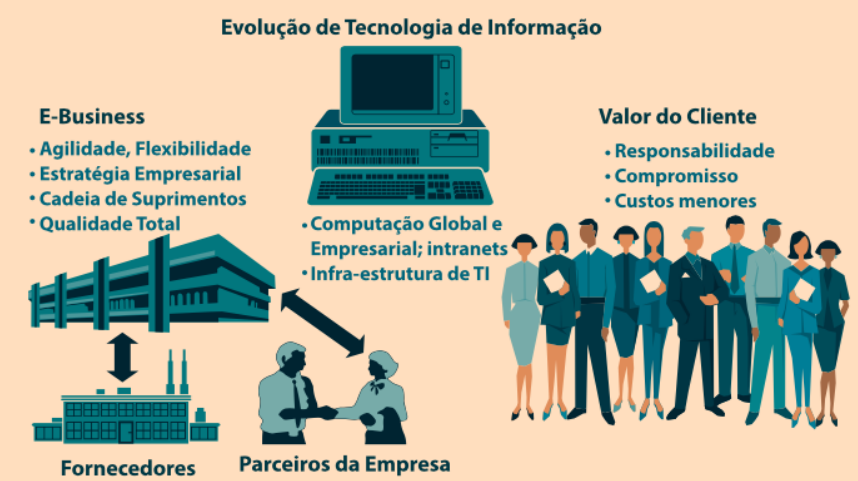 Evolução de Tecnologia de Informação
E-Business
• Agilidade, Flexibilidade
• Estratégia Empresarial
• Cadeia de Suprimentos
• Qualidade Total
• Computação Global e
Empresarial; intranets
• Infra-estrutura de TI
Valor do Cliente
• Responsabilidade
• Compromisso
• Custos menores
Fornecedores
Parceiros da Empresa